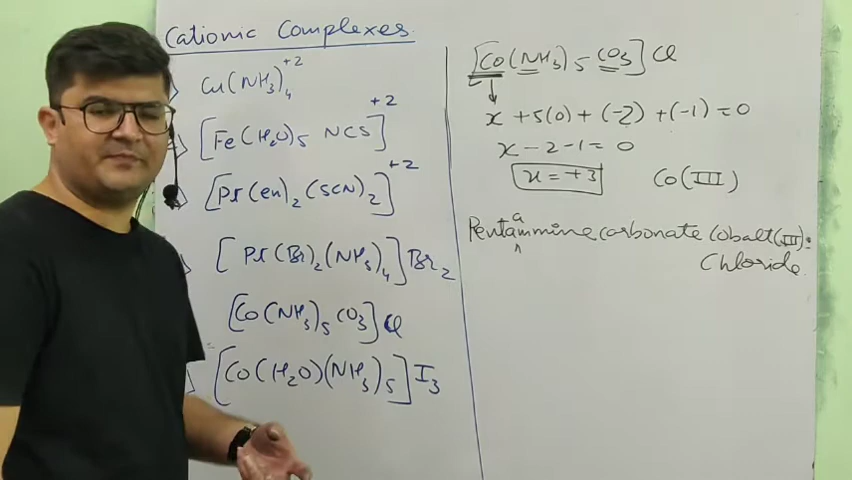 Cationic Complexes
Cu(NH₃)₄⁺²
[Fe(H₂O)₅ NCS]⁺²
[Pt(en)₂(SCN)₂]⁺²
[Pt(Br)₂(NH₃)₄]Br₂
[Co(NH₃)₅ CO₃]Cl
[Co(H₂O)(NH₃)₅]I₃
[Co(NH₃)₅ CO₃]Cl
x + 5(0) + (-2) + (-1) = 0
x - 2 - 1 = 0
x = +3 Co(III)
Pentaammine carbonate Cobalt(III):
Chloride.